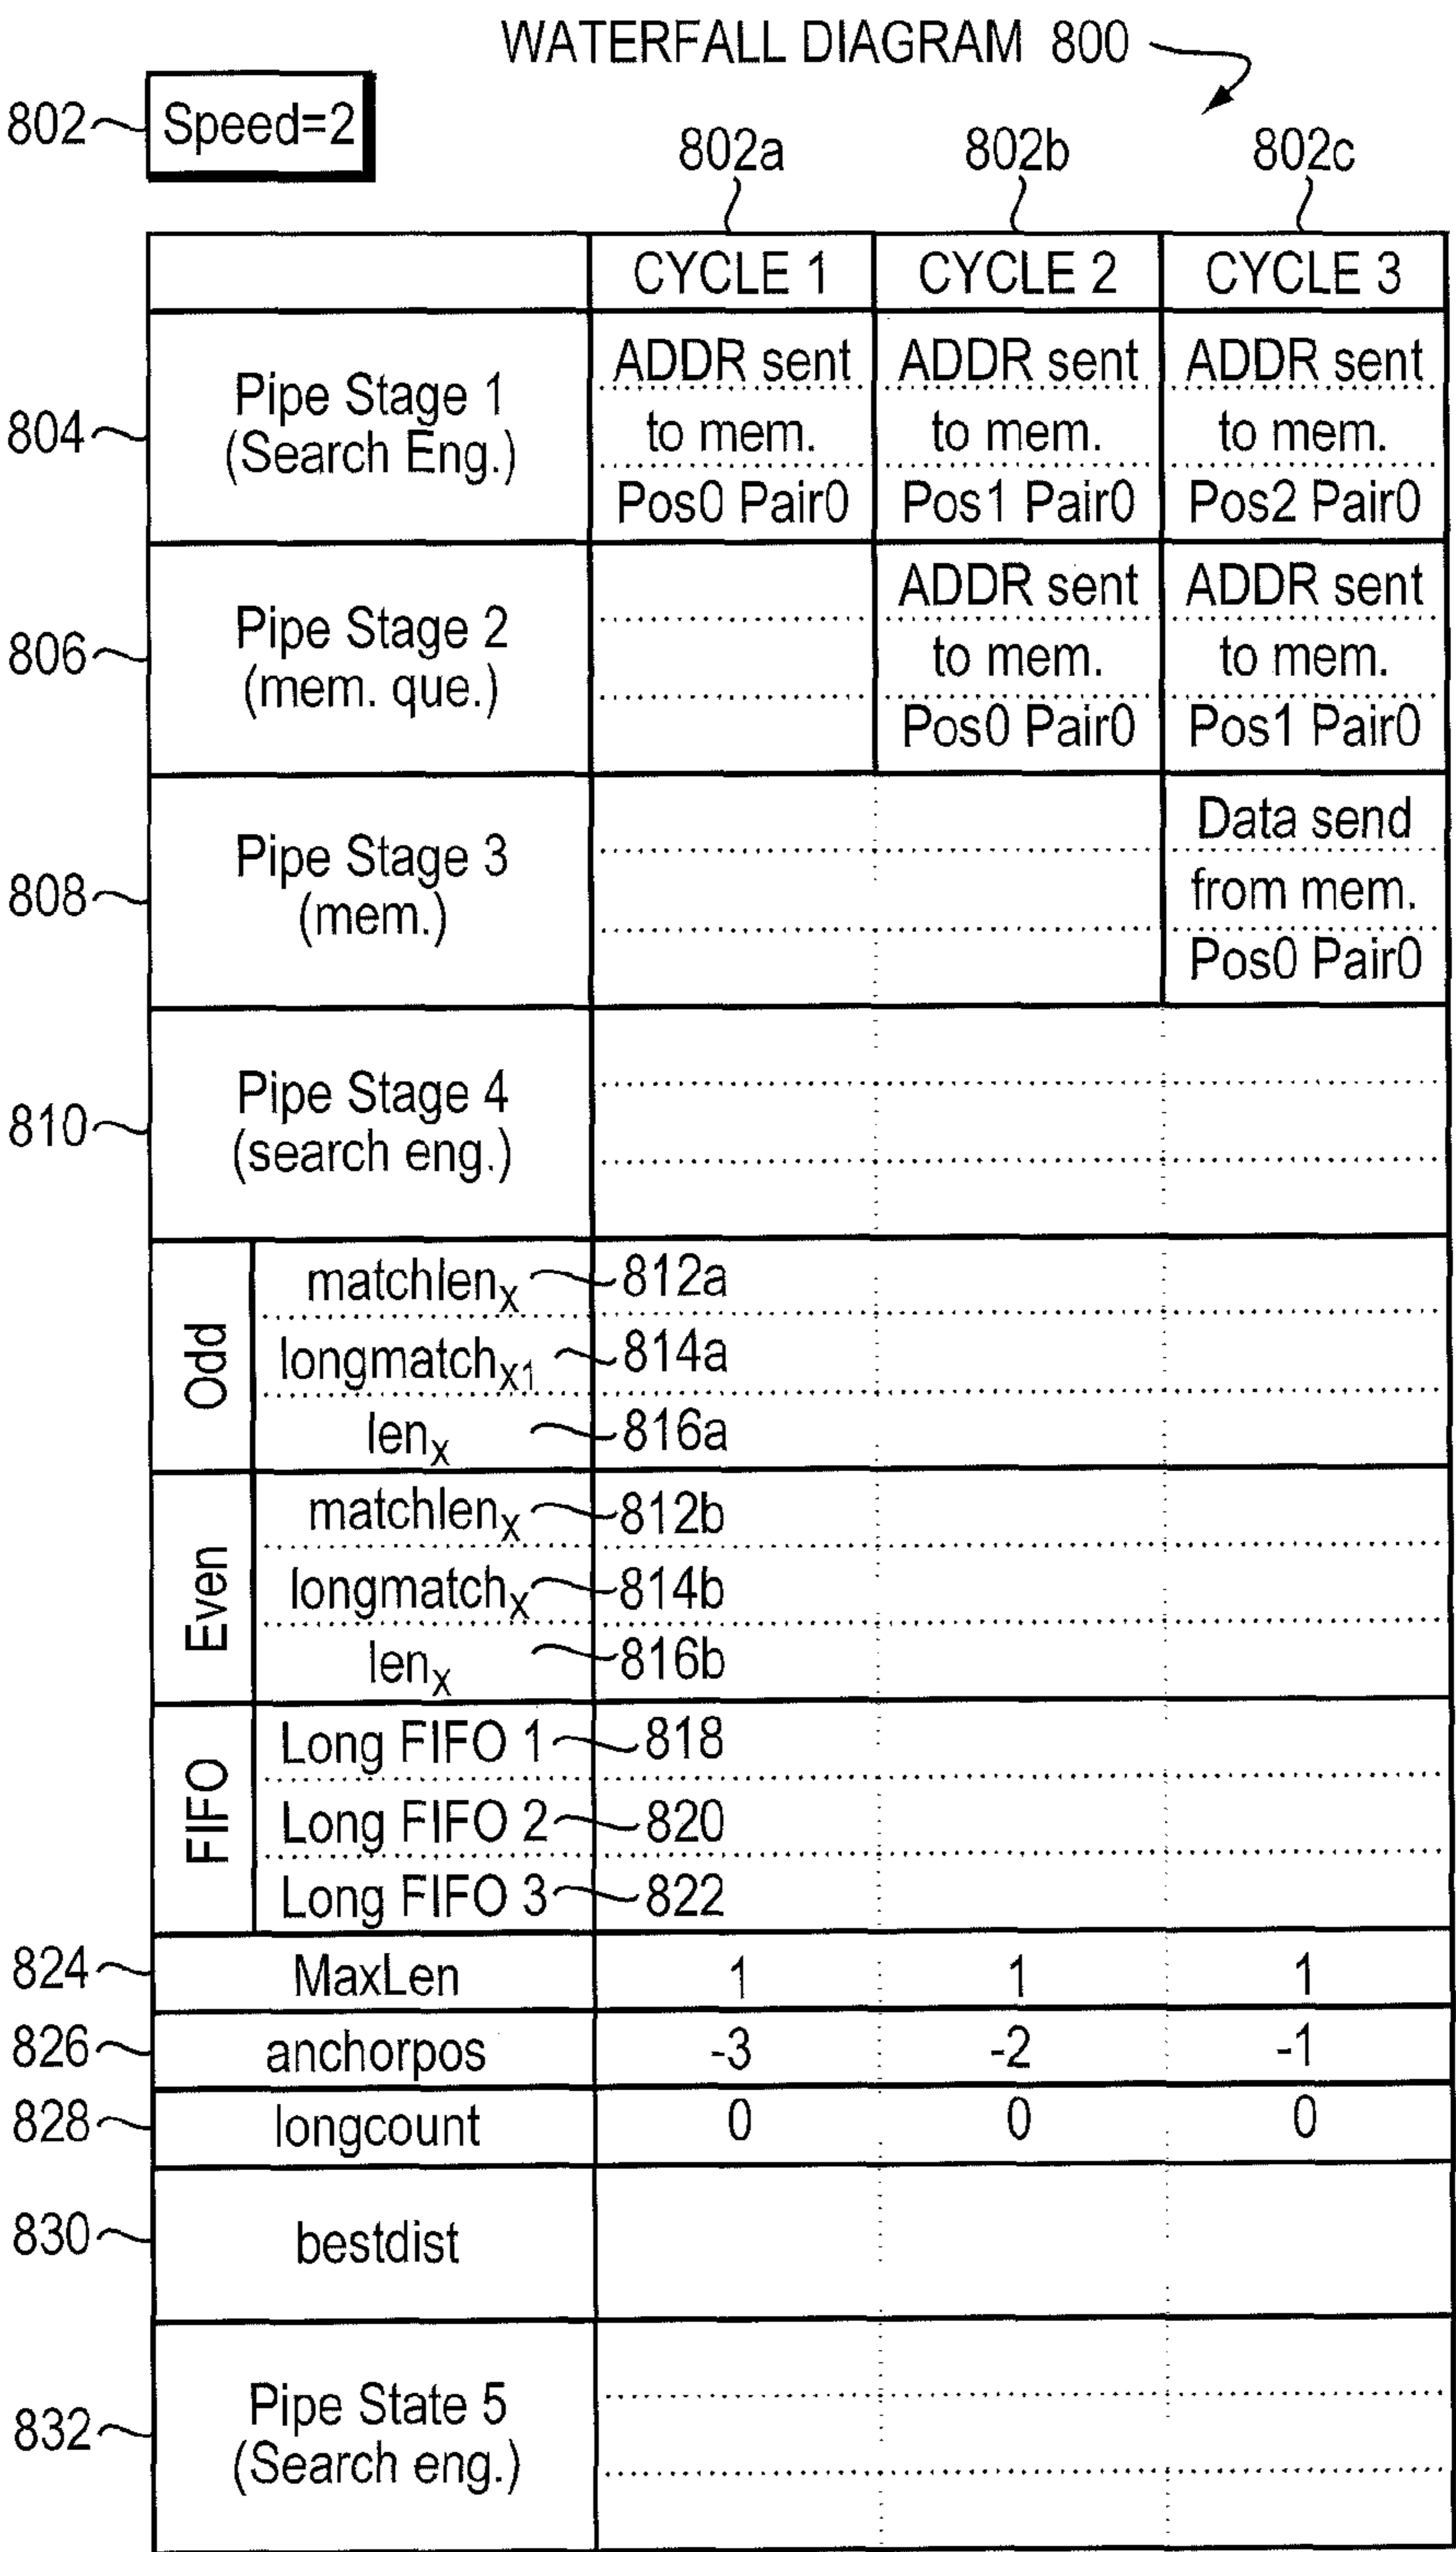 WATERFALL DIAGRAM 800
802 Speed=2
802a 802b 802c
CYCLE 1 CYCLE 2 CYCLE 3
804 Pipe Stage 1 (Search Eng.)
ADDR sent ADDR sent ADDR sent
to mem. to mem. to mem.
Pos0 Pair0 Pos1 Pair0 Pos2 Pair0
806 Pipe Stage 2 (mem. que.)
ADDR sent ADDR sent
to mem. to mem.
Pos0 Pair0 Pos1 Pair0
808 Pipe Stage 3 (mem.)
Data send
from mem.
Pos0 Pair0
810 Pipe Stage 4
(search eng.)
Odd
matchlenX 812a
longmatchX1 814a
lenX 816a
Even
matchlenX 812b
longmatchX 814b
lenX 816b
FIFO
Long FIFO 1 818
Long FIFO 2 820
Long FIFO 3 822
824 MaxLen 1 1 1
826 anchorpos -3 -2 -1
828 longcount 0 0 0
830 bestdist
832 Pipe State 5
(Search eng.)